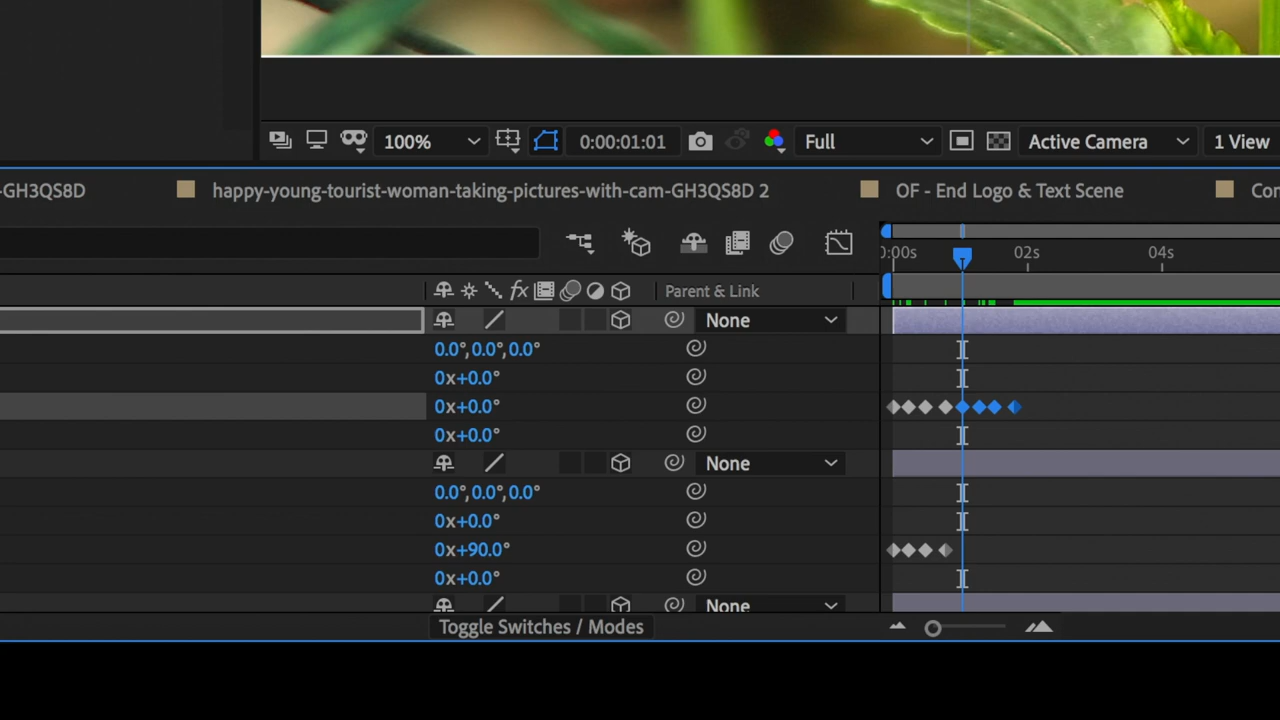 100%
0:00:01:01
Full
Active Camera
1 View
-GH3QS8D
happy-young-tourist-woman-taking-pictures-with-cam-GH3QS8D 2
OF - End Logo & Text Scene
Con
0:00s
02s
04s
fx
Parent & Link
None
0.0°,0.0°,0.0°
0x+0.0°
0x+0.0°
0x+0.0°
None
0.0°,0.0°,0.0°
0x+0.0°
0x+90.0°
0x+0.0°
None
Toggle Switches / Modes